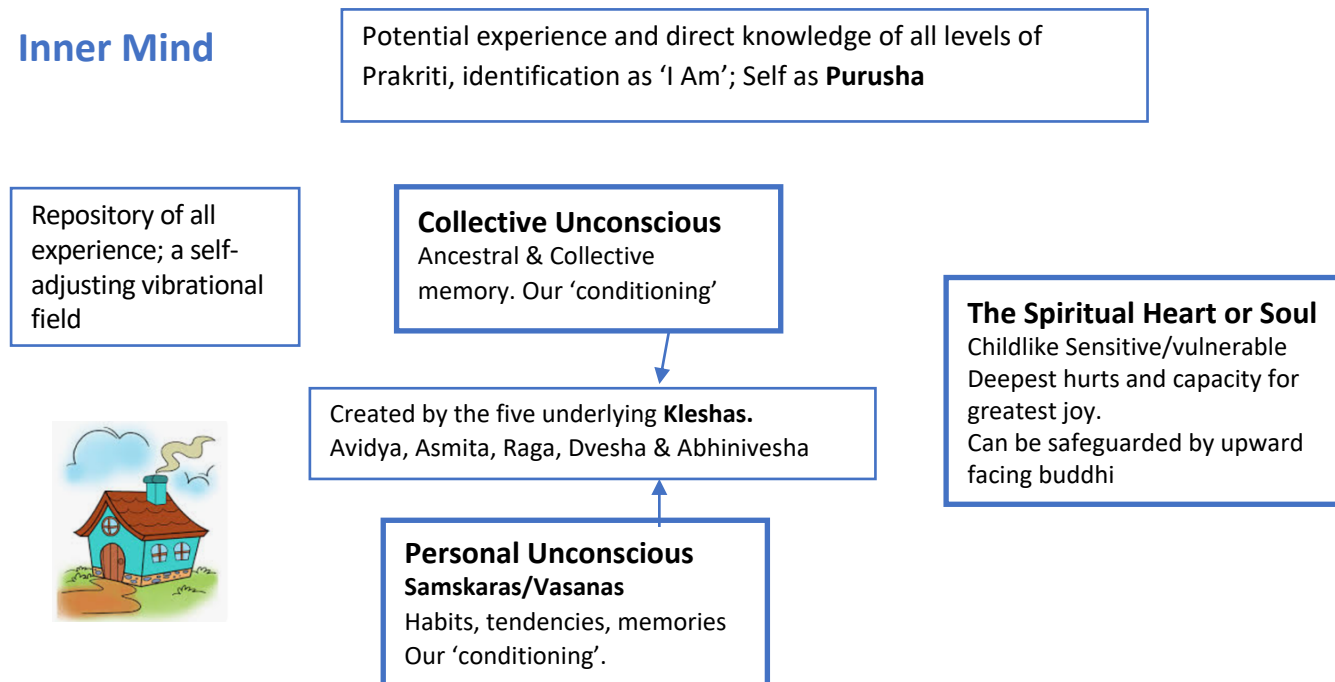 Inner Mind
Potential experience and direct knowledge of all levels of
Prakriti, identification as ‘I Am’; Self as Purusha
Repository of all
experience; a self-
adjusting vibrational
field
Collective Unconscious
Ancestral & Collective
memory. Our ‘conditioning’
The Spiritual Heart or Soul
Childlike Sensitive/vulnerable
Deepest hurts and capacity for
greatest joy.
Can be safeguarded by upward
facing buddhi
Created by the five underlying Kleshas.
Avidya, Asmita, Raga, Dvesha & Abhinivesha
Personal Unconscious
Samskaras/Vasanas
Habits, tendencies, memories
Our ‘conditioning’.